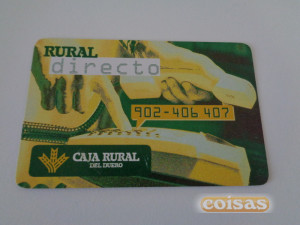 RURAL
directo
902-406 407
CAJA RURAL
DEL DUERO
coisas